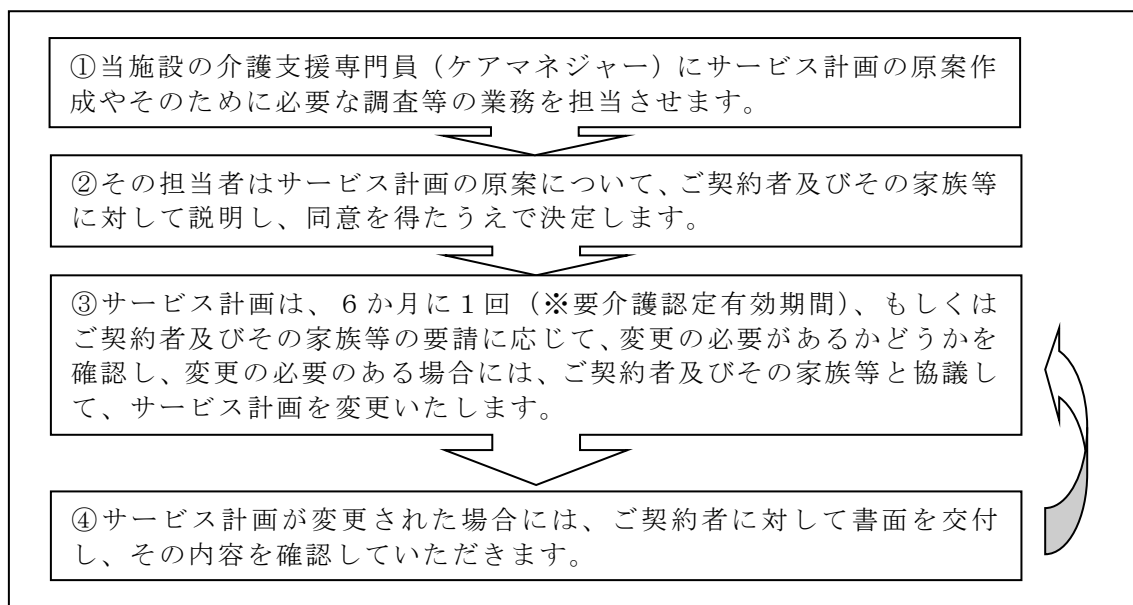 ①当施設の介護支援専門員（ケアマネジャー）にサービス計画の原案作
成やそのために必要な調査等の業務を担当させます。
②その担当者はサービス計画の原案について、ご契約者及びその家族等
に対して説明し、同意を得たうえで決定します。
③サービス計画は、６か月に１回（※要介護認定有効期間）、もしくは
ご契約者及びその家族等の要請に応じて、変更の必要があるかどうかを
確認し、変更の必要のある場合には、ご契約者及びその家族等と協議し
て、サービス計画を変更いたします。
④サービス計画が変更された場合には、ご契約者に対して書面を交付
し、その内容を確認していただきます。